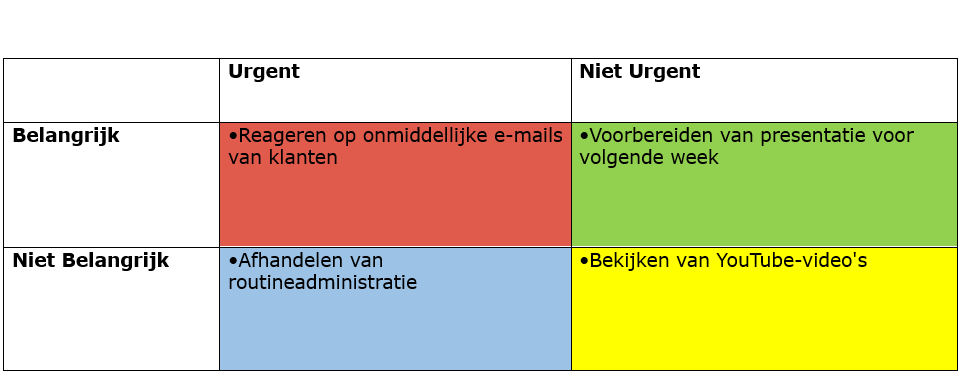 Urgent
Niet Urgent
Belangrijk
•Reageren op onmiddellijke e-mails
van klanten
•Voorbereiden van presentatie voor
volgende week
Niet Belangrijk
•Afhandelen van
routineadministratie
•Bekijken van YouTube-video's